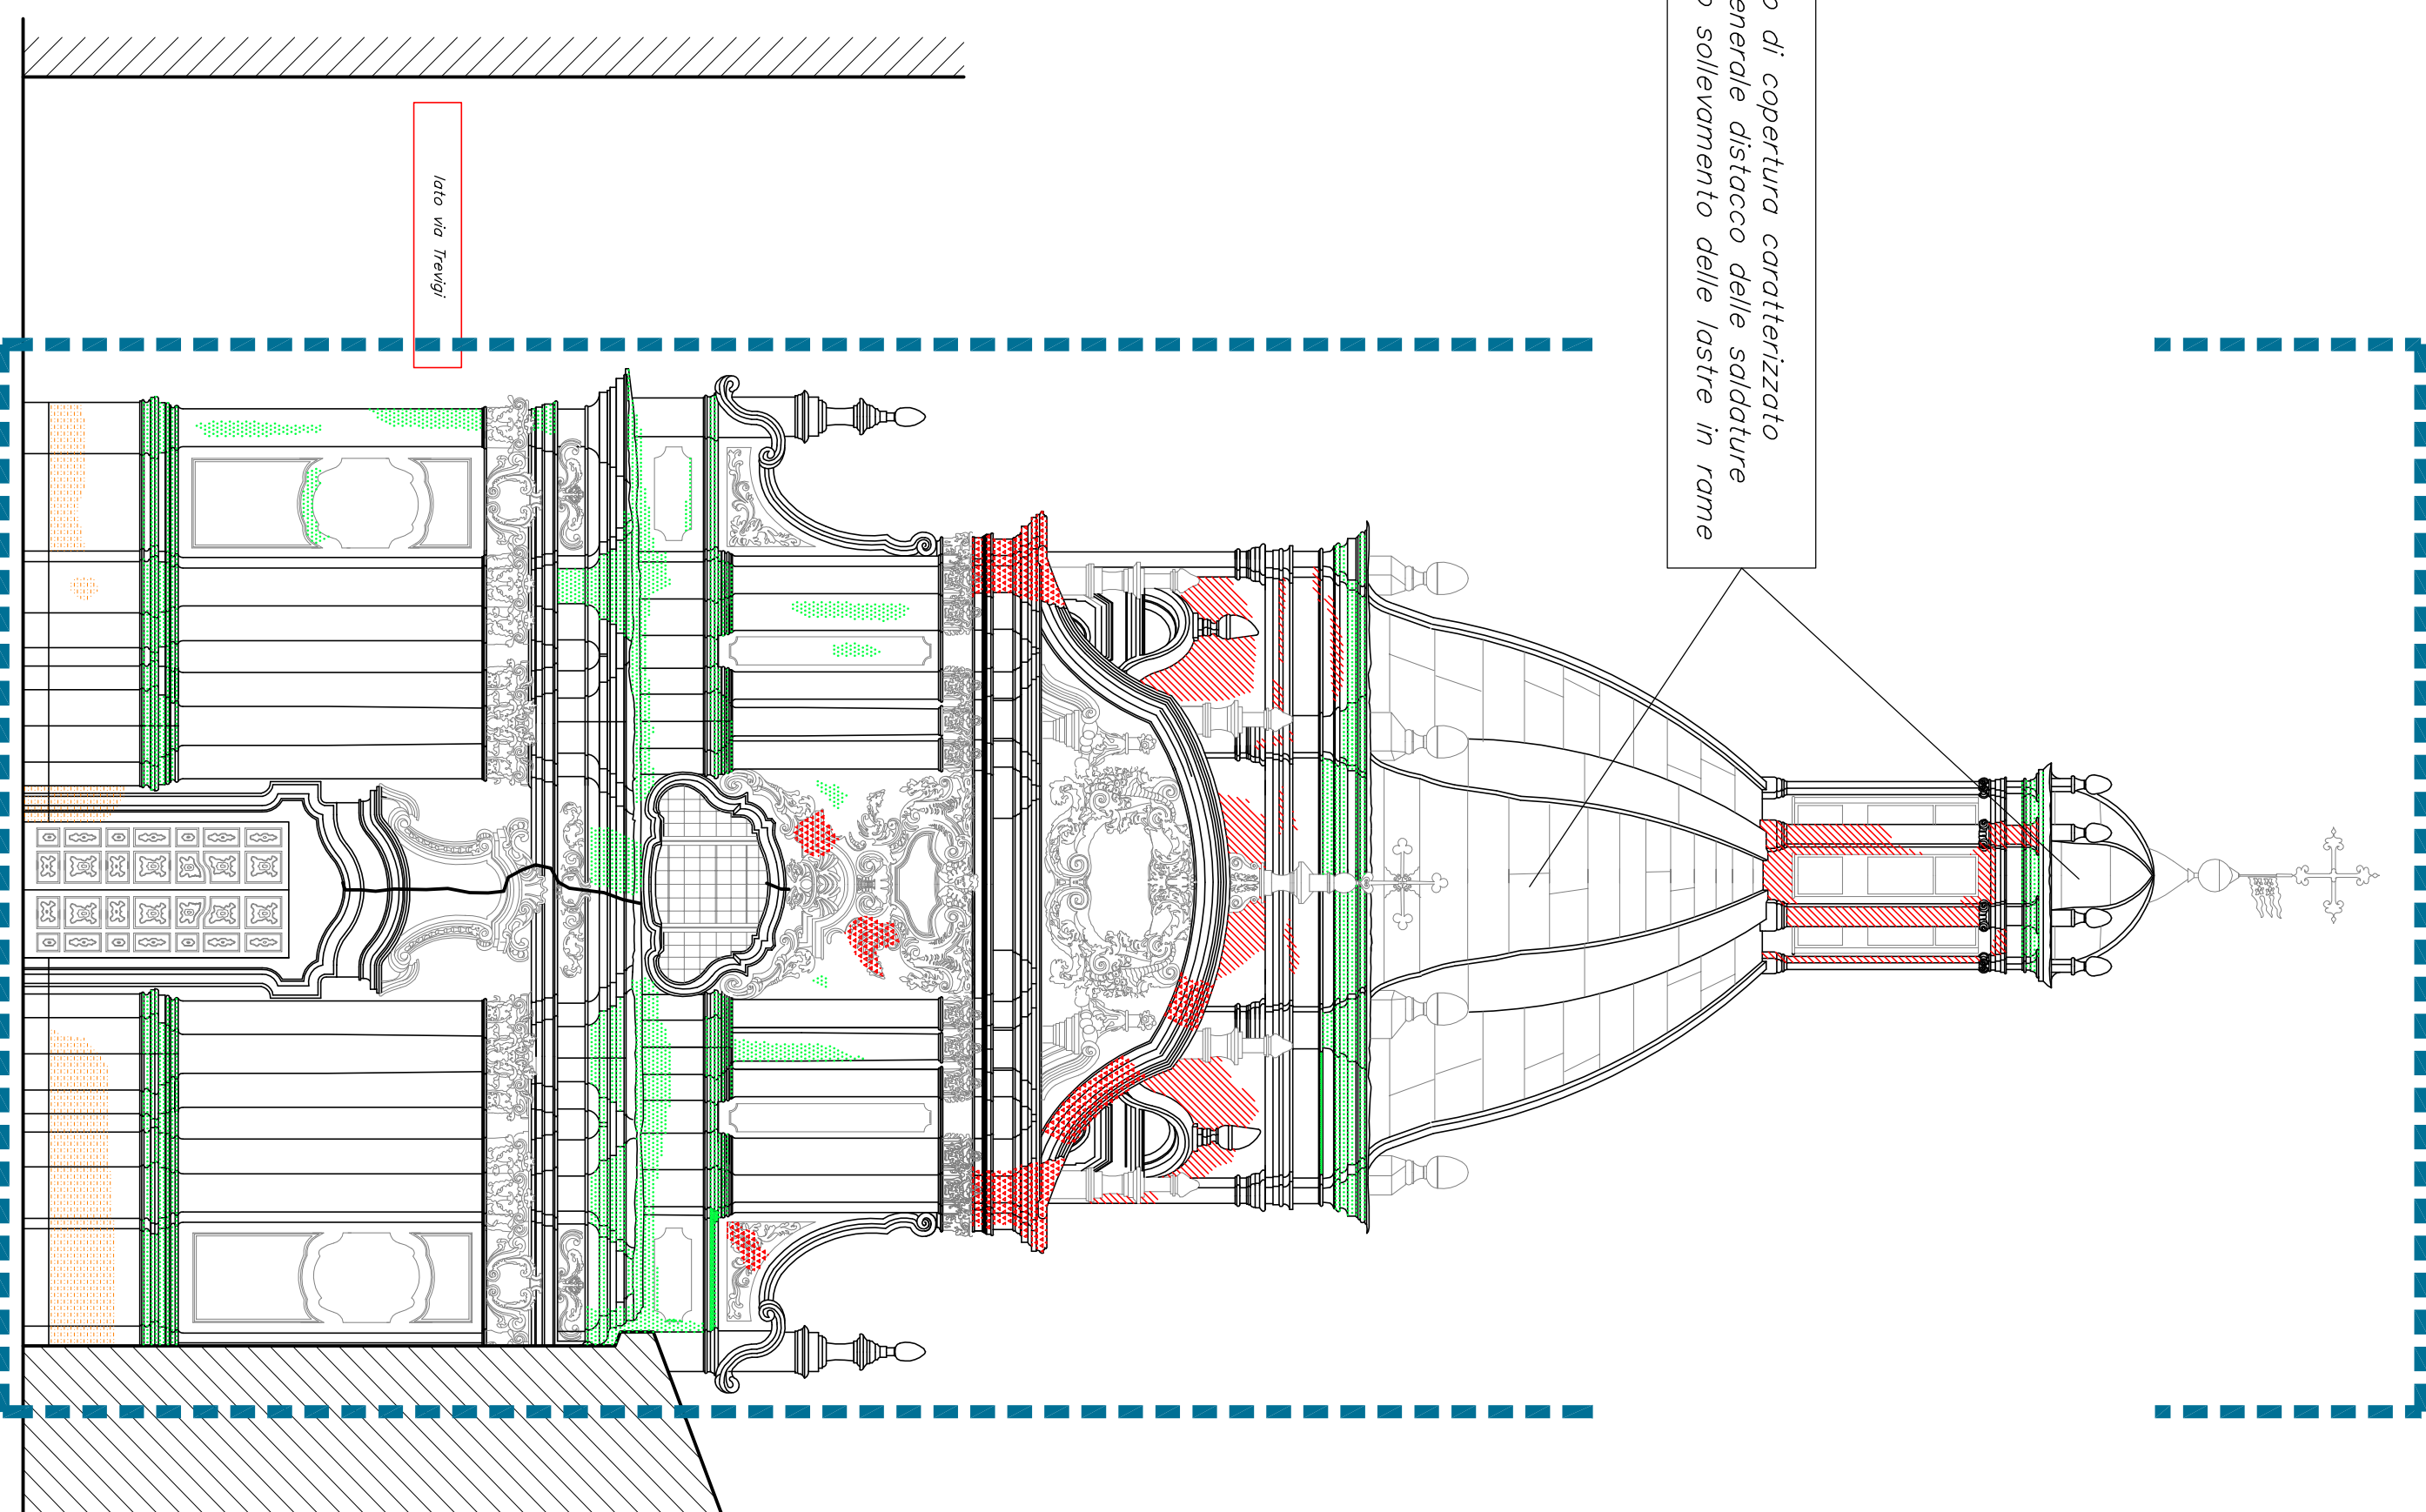 o di copertura caratterizzato
enerale distacco delle saldature
o sollevamento delle lastre in rame
lato via Trevigi